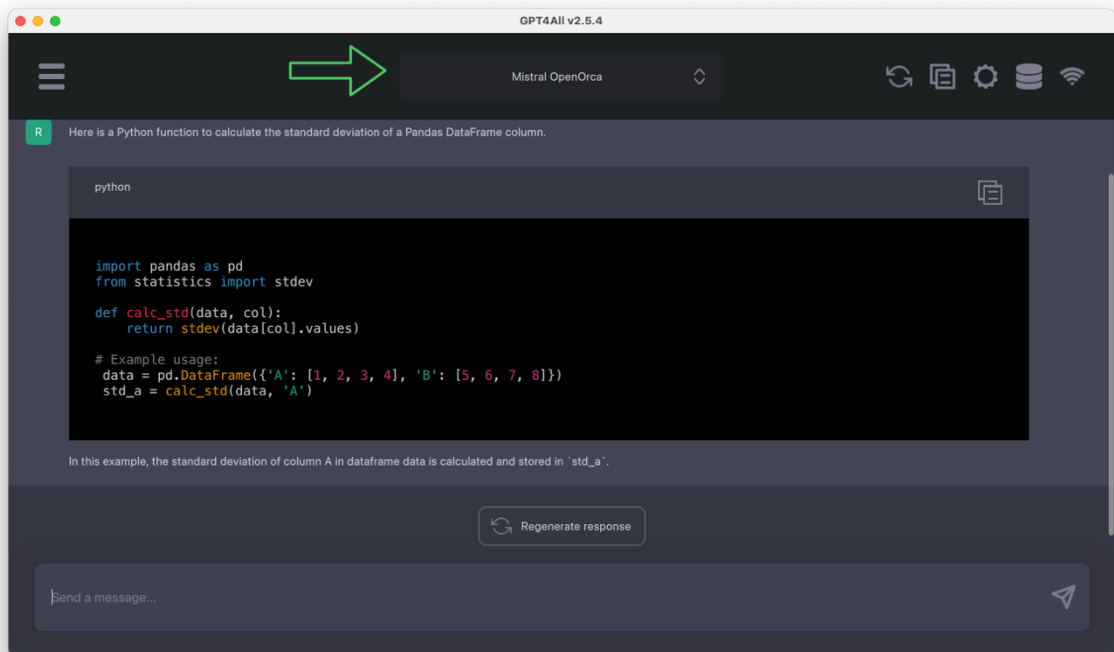 GPT4All v2.5.4
Mistral OpenOrca
R
Here is a Python function to calculate the standard deviation of a Pandas DataFrame column.
python
import pandas as pd
from statistics import stdev
def calc_std(data, col):
    return stdev(data[col].values)
# Example usage:
 data = pd.DataFrame({'A': [1, 2, 3, 4], 'B': [5, 6, 7, 8]})
 std_a = calc_std(data, 'A')
In this example, the standard deviation of column A in dataframe data is calculated and stored in `std_a`.
Regenerate response
Send a message...